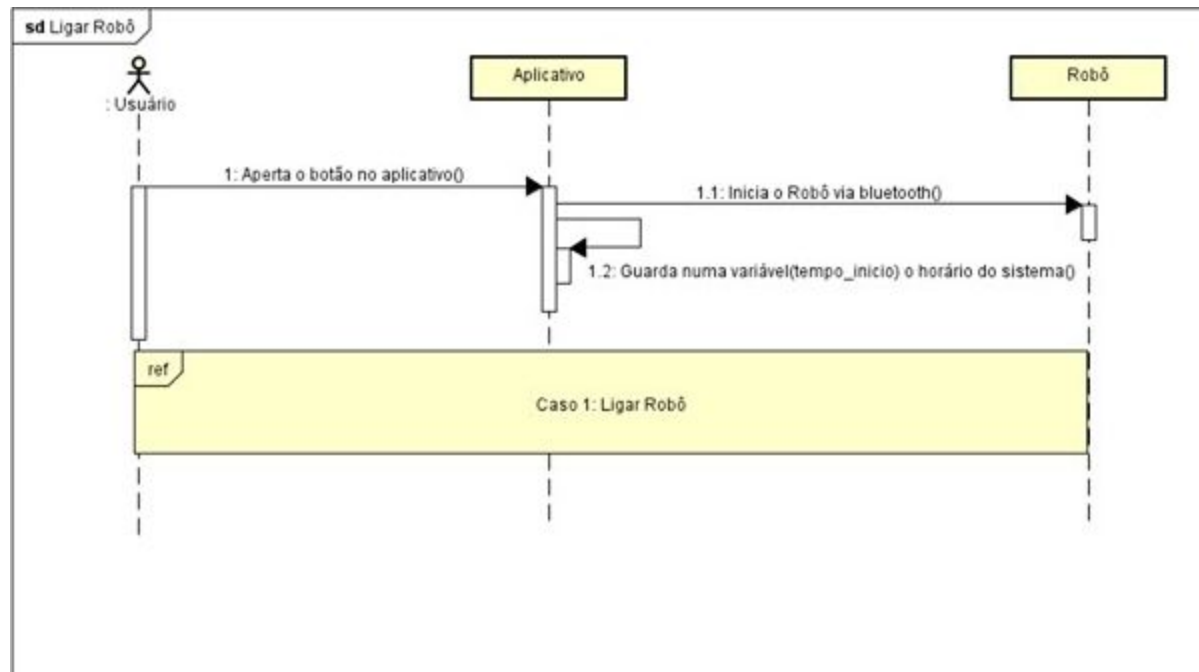 sd Ligar Robô
: Usuário
Aplicativo
Robô
1: Aperta o botão no aplicativo()
1.1: Inicia o Robô via bluetooth()
1.2: Guarda numa variável(tempo_inicio) o horário do sistema()
ref
Caso 1: Ligar Robô